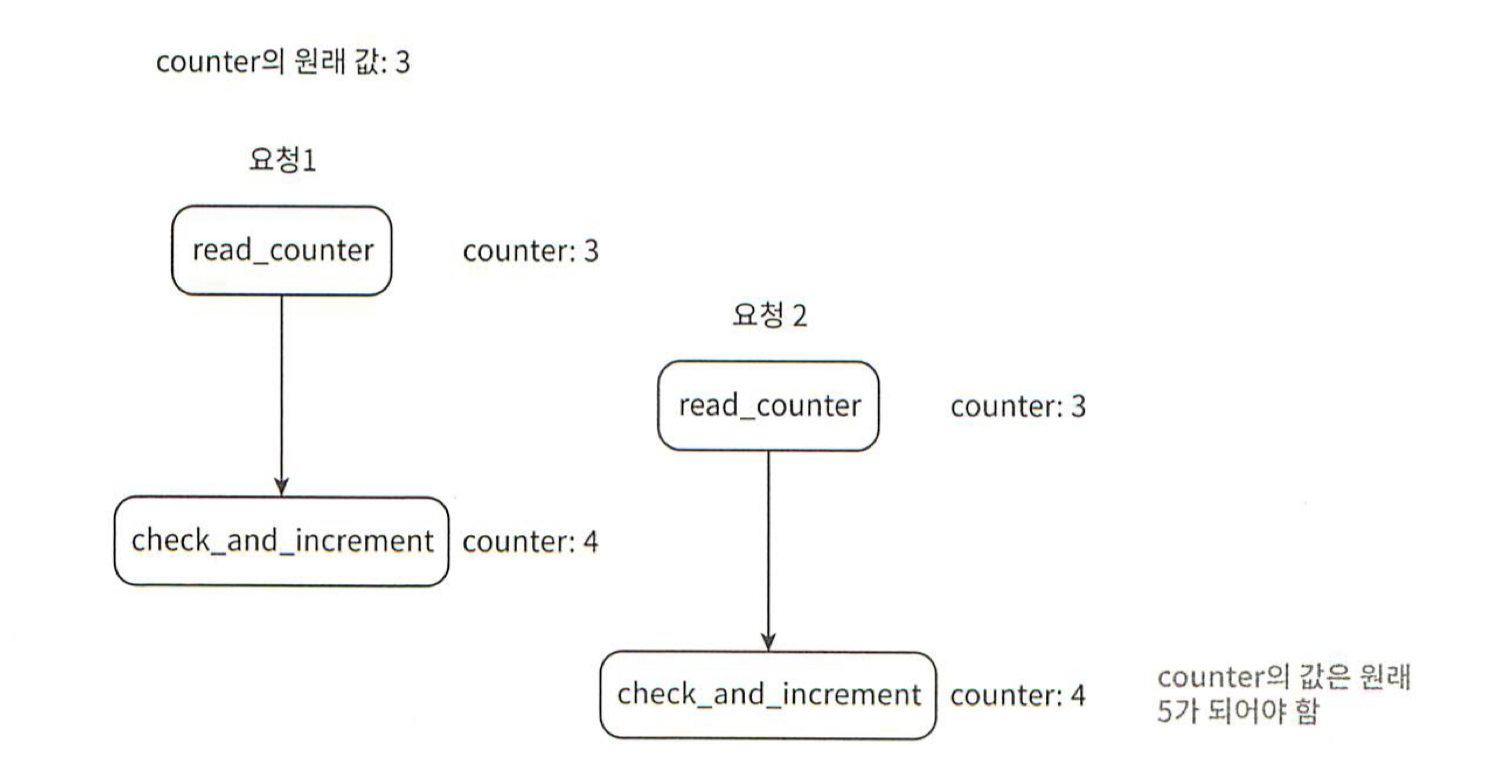 counter의 원래 값: 3
요청1
read_counter
counter: 3
요청 2
read_counter
counter: 3
check_and_increment
counter: 4
check_and_increment
counter: 4
counter의 값은 원래
5가 되어야 함